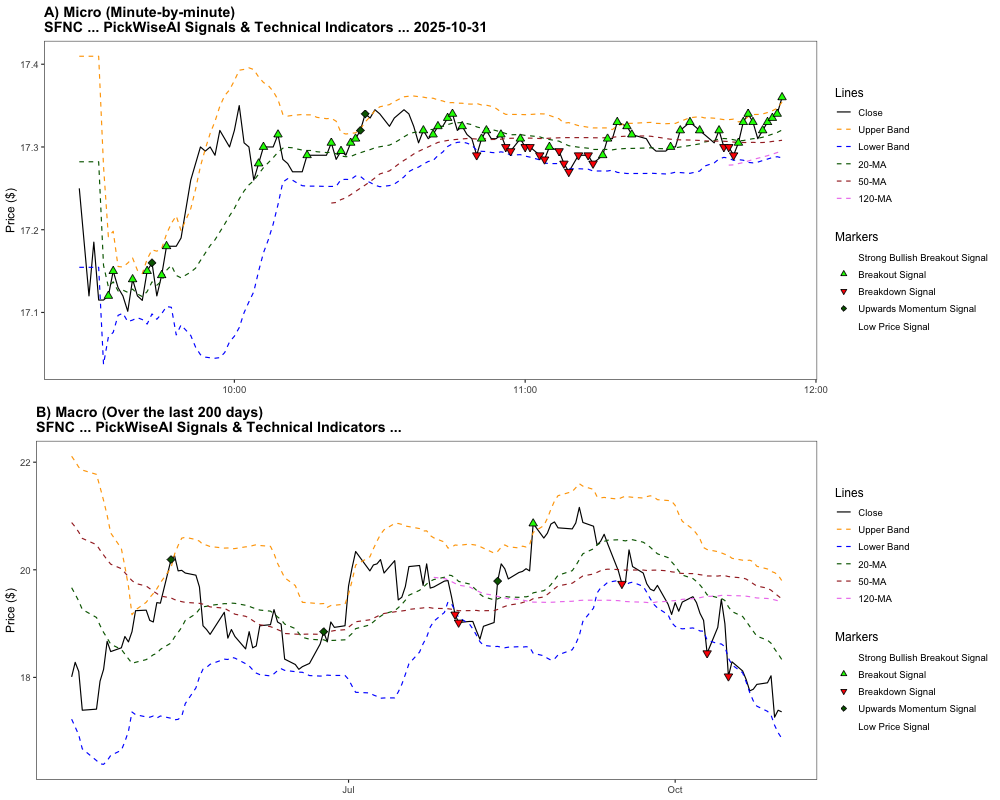 A) Micro (Minute-by-minute)
SFNC ... PickWiseAI Signals & Technical Indicators ... 2025-10-31
17.4
17.3
17.2
17.1
Price ($)
10:00
11:00
12:00
Lines
Close
Upper Band
Lower Band
20-MA
50-MA
120-MA
Markers
Strong Bullish Breakout Signal
Breakout Signal
Breakdown Signal
Upwards Momentum Signal
Low Price Signal
B) Macro (Over the last 200 days)
SFNC ... PickWiseAI Signals & Technical Indicators ...
22
20
18
Price ($)
Jul
Oct
Lines
Close
Upper Band
Lower Band
20-MA
50-MA
120-MA
Markers
Strong Bullish Breakout Signal
Breakout Signal
Breakdown Signal
Upwards Momentum Signal
Low Price Signal